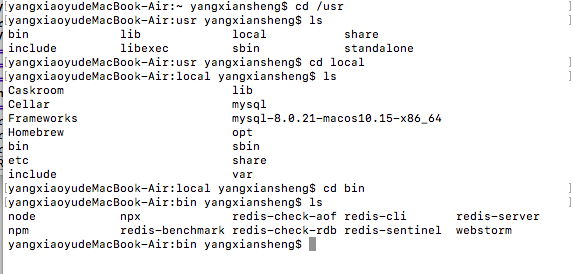 [yangxiaoyudeMacBook-Air:~ yangxiansheng$ cd /usr ]
[yangxiaoyudeMacBook-Air:usr yangxiansheng$ ls ]
bin lib local share
include libexec sbin standalone
[yangxiaoyudeMacBook-Air:usr yangxiansheng$ cd local ]
[yangxiaoyudeMacBook-Air:local yangxiansheng$ ls ]
Caskroom lib
Cellar mysql
Frameworks mysql-8.0.21-macos10.15-x86_64
Homebrew opt
bin sbin
etc share
include var
[yangxiaoyudeMacBook-Air:local yangxiansheng$ cd bin ]
[yangxiaoyudeMacBook-Air:bin yangxiansheng$ ls ]
node npx redis-check-aof redis-cli redis-server
npm redis-benchmark redis-check-rdb redis-sentinel webstorm
yangxiaoyudeMacBook-Air:bin yangxiansheng$